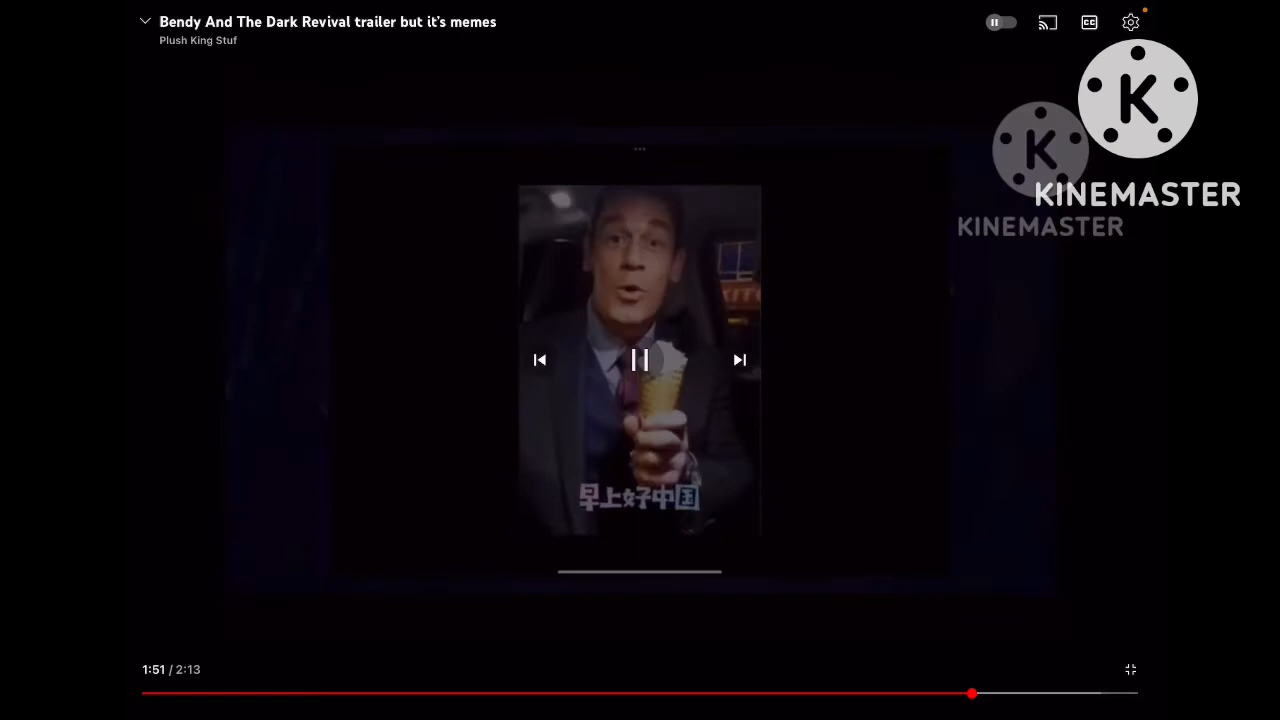 Bendy And The Dark Revival trailer but it's memes
Plush King Stuf
CC
K
KINEMASTER
K
KINEMASTER
早上好中国
1:51 / 2:13